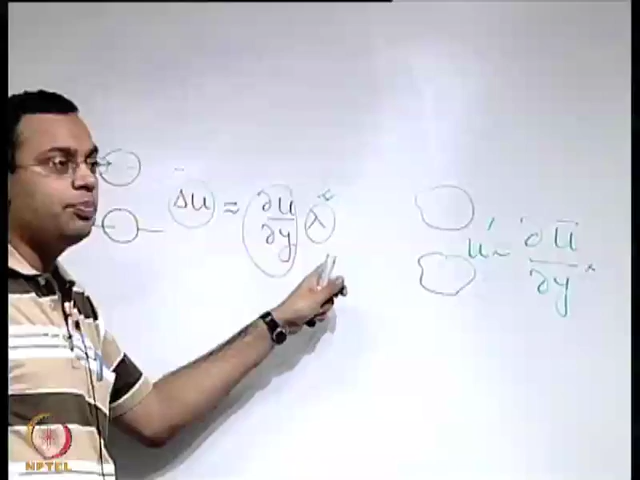 Δu ≈ ∂u/∂y λ
u' ~ ∂u̅/∂y ×
NPTEL